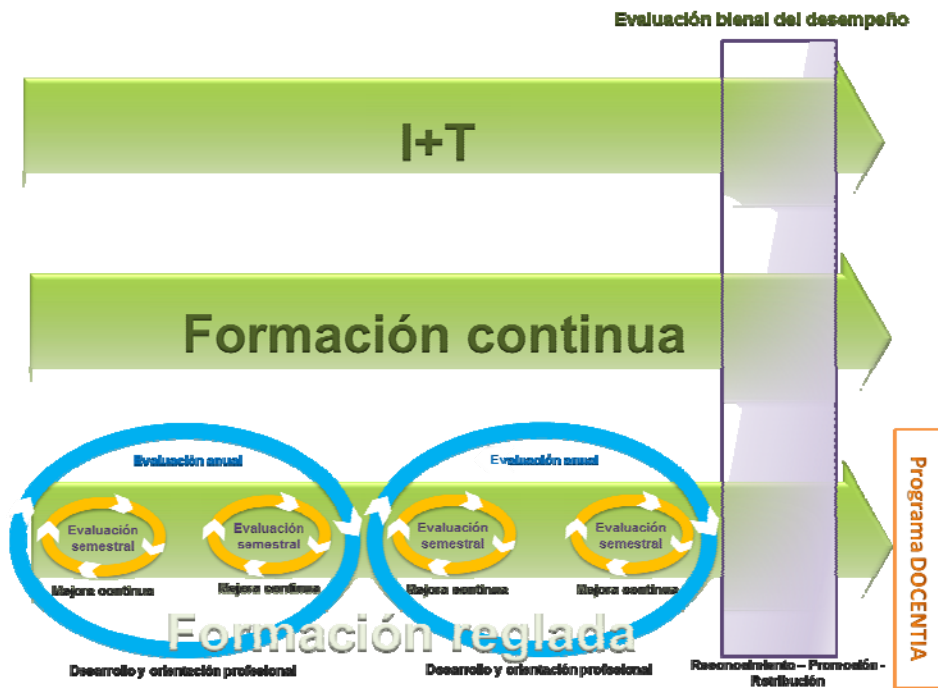 Evaluación bienal del desempeño
I+T
Formación continua
Evaluación anual
Evaluación anual
Evaluación
semestral
Evaluación
semestral
Evaluación
semestral
Evaluación
semestral
Mejora continua
Mejora continua
Mejora continua
Mejora continua
Formación reglada
Desarrollo y orientación profesional
Desarrollo y orientación profesional
Reconocimiento – Promoción -
Retribución
Programa DOCENTIA